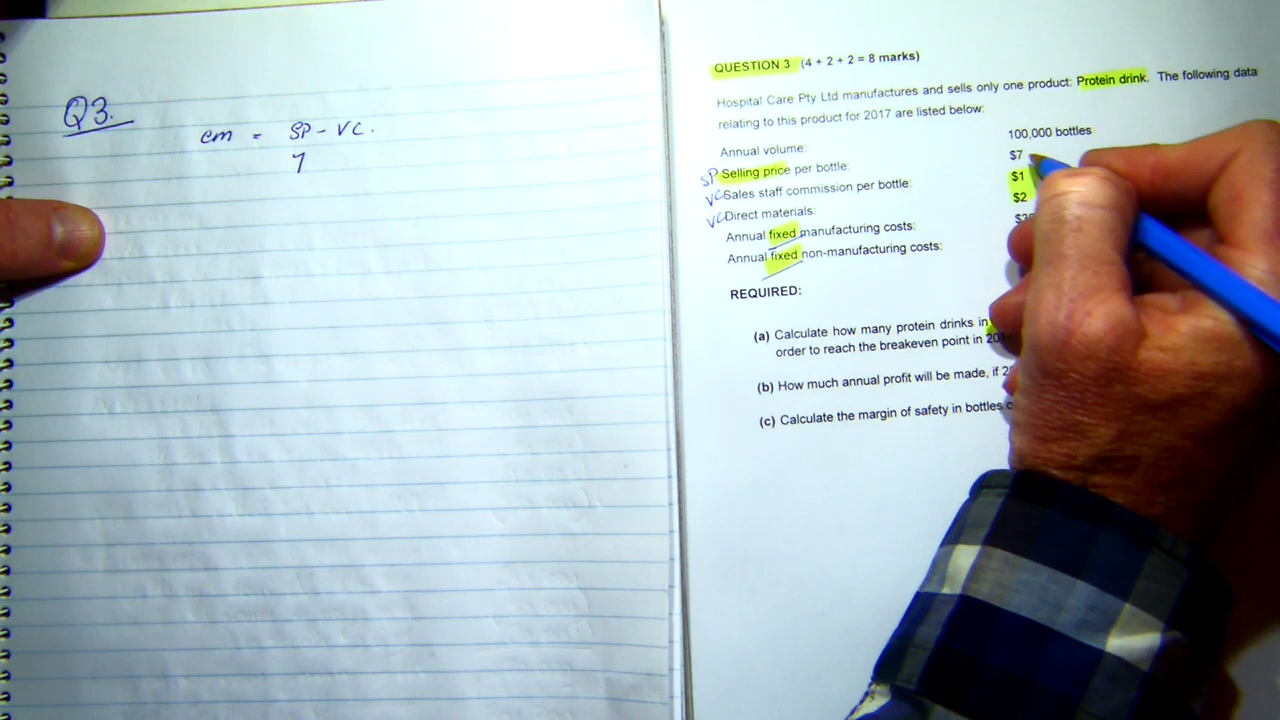 Q3.
cm = SP - VC.
7
QUESTION 3 (4 + 2 + 2 = 8 marks)
Hospital Care Pty Ltd manufactures and sells only one product: Protein drink. The following data
relating to this product for 2017 are listed below:
Annual volume: 100,000 bottles
SP Selling price per bottle: $7
VC Sales staff commission per bottle: $1
VC Direct materials: $2
Annual fixed manufacturing costs:
Annual fixed non-manufacturing costs:
REQUIRED:
(a) Calculate how many protein drinks in
order to reach the breakeven point in
(b) How much annual profit will be made, if
(c) Calculate the margin of safety in bottles